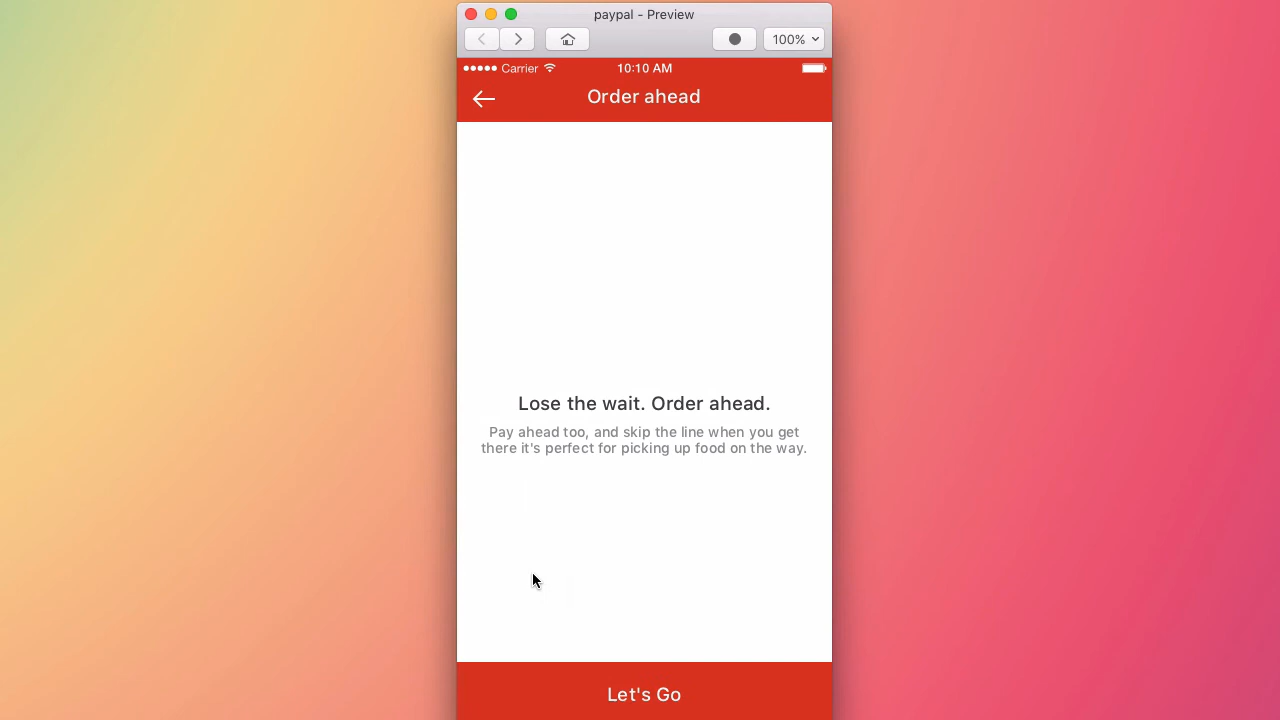 paypal - Preview
100%
Carrier
10:10 AM
Order ahead
Lose the wait. Order ahead.
Pay ahead too, and skip the line when you get
there it's perfect for picking up food on the way.
Let's Go